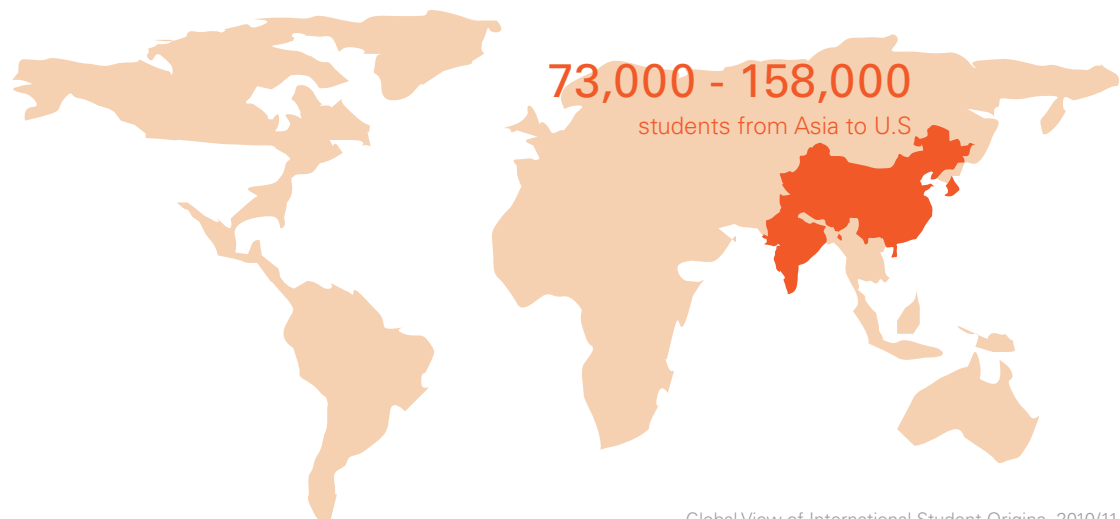 73,000 - 158,000
students from Asia to U.S
Global View of International Student Origins, 2010/11